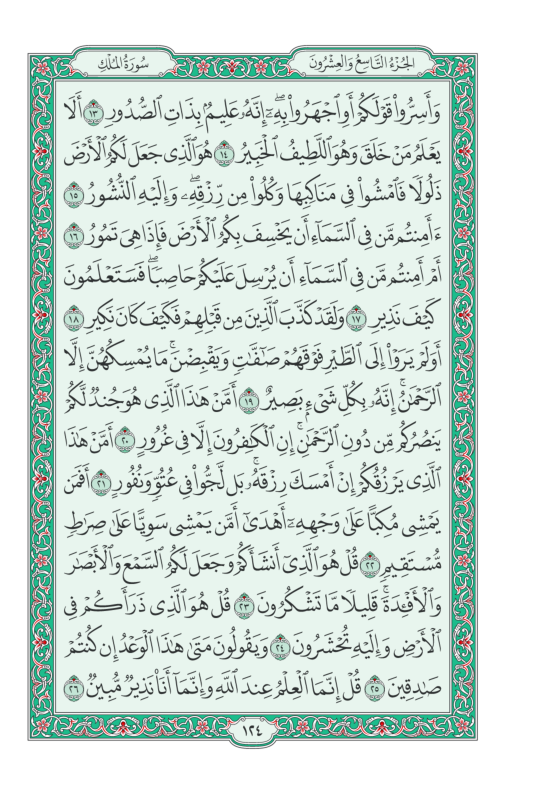 سُورَةُ المُلْكِ
الجُزْءُ التَّاسِعُ وَالعِشْرُونَ
وَأَسِرُّواْ قَوْلَكُمْ أَوِ ٱجْهَرُواْ بِهِۦٓۖ إِنَّهُۥ عَلِيمُۢ بِذَاتِ ٱلصُّدُورِ ١٣ أَلَا
يَعْلَمُ مَنْ خَلَقَ وَهُوَ ٱللَّطِيفُ ٱلْخَبِيرُ ١٤ هُوَ ٱلَّذِى جَعَلَ لَكُمُ ٱلْأَرْضَ
ذَلُولًا فَٱمْشُواْ فِى مَنَاكِبِهَا وَكُلُواْ مِن رِّزْقِهِۦۖ وَإِلَيْهِ ٱلنُّشُورُ ١٥
ءَأَمِنتُم مَّن فِى ٱلسَّمَآءِ أَن يَخْسِفَ بِكُمُ ٱلْأَرْضَ فَإِذَا هِىَ تَمُورُ ١٦
أَمْ أَمِنتُم مَّن فِى ٱلسَّمَآءِ أَن يُرْسِلَ عَلَيْكُمْ حَاصِبًاۖ فَسَتَعْلَمُونَ
كَيْفَ نَذِيرِ ١٧ وَلَقَدْ كَذَّبَ ٱلَّذِينَ مِن قَبْلِهِمْ فَكَيْفَ كَانَ نَكِيرِ ١٨
أَوَلَمْ يَرَوْاْ إِلَى ٱلطَّيْرِ فَوْقَهُمْ صَٰٓفَّٰتٍ وَيَقْبِضْنَۚ مَا يُمْسِكُهُنَّ إِلَّا
ٱلرَّحْمَٰنُۚ إِنَّهُۥ بِكُلِّ شَىْءِۭ بَصِيرٌ ١٩ أَمَّنْ هَٰذَا ٱلَّذِى هُوَ جُندٌ لَّكُمْ
يَنصُرُكُم مِّن دُونِ ٱلرَّحْمَٰنِۚ إِنِ ٱلْكَٰفِرُونَ إِلَّا فِى غُرُورٍ ٢٠ أَمَّنْ هَٰذَا
ٱلَّذِى يَرْزُقُكُمْ إِنْ أَمْسَكَ رِزْقَهُۥۚ بَل لَّجُّواْ فِى عُتُوٍّ وَنُفُورٍ ٢١ أَفَمَن
يَمْشِى مُكِبًّا عَلَىٰ وَجْهِهِۦٓ أَهْدَىٰٓ أَمَّن يَمْشِى سَوِيًّا عَلَىٰ صِرَٰطٍ
مُّسْتَقِيمٍ ٢٢ قُلْ هُوَ ٱلَّذِىٓ أَنشَأَكُمْ وَجَعَلَ لَكُمُ ٱلسَّمْعَ وَٱلْأَبْصَٰرَ
وَٱلْأَفْـِٔدَةَۖ قَلِيلًا مَّا تَشْكُرُونَ ٢٣ قُلْ هُوَ ٱلَّذِى ذَرَأَكُمْ فِى
ٱلْأَرْضِ وَإِلَيْهِ تُحْشَرُونَ ٢٤ وَيَقُولُونَ مَتَىٰ هَٰذَا ٱلْوَعْدُ إِن كُنتُمْ
صَٰدِقِينَ ٢٥ قُلْ إِنَّمَا ٱلْعِلْمُ عِندَ ٱللَّهِ وَإِنَّمَآ أَنَا۠ نَذِيرٌ مُّبِينٌ ٢٦
١٢٤